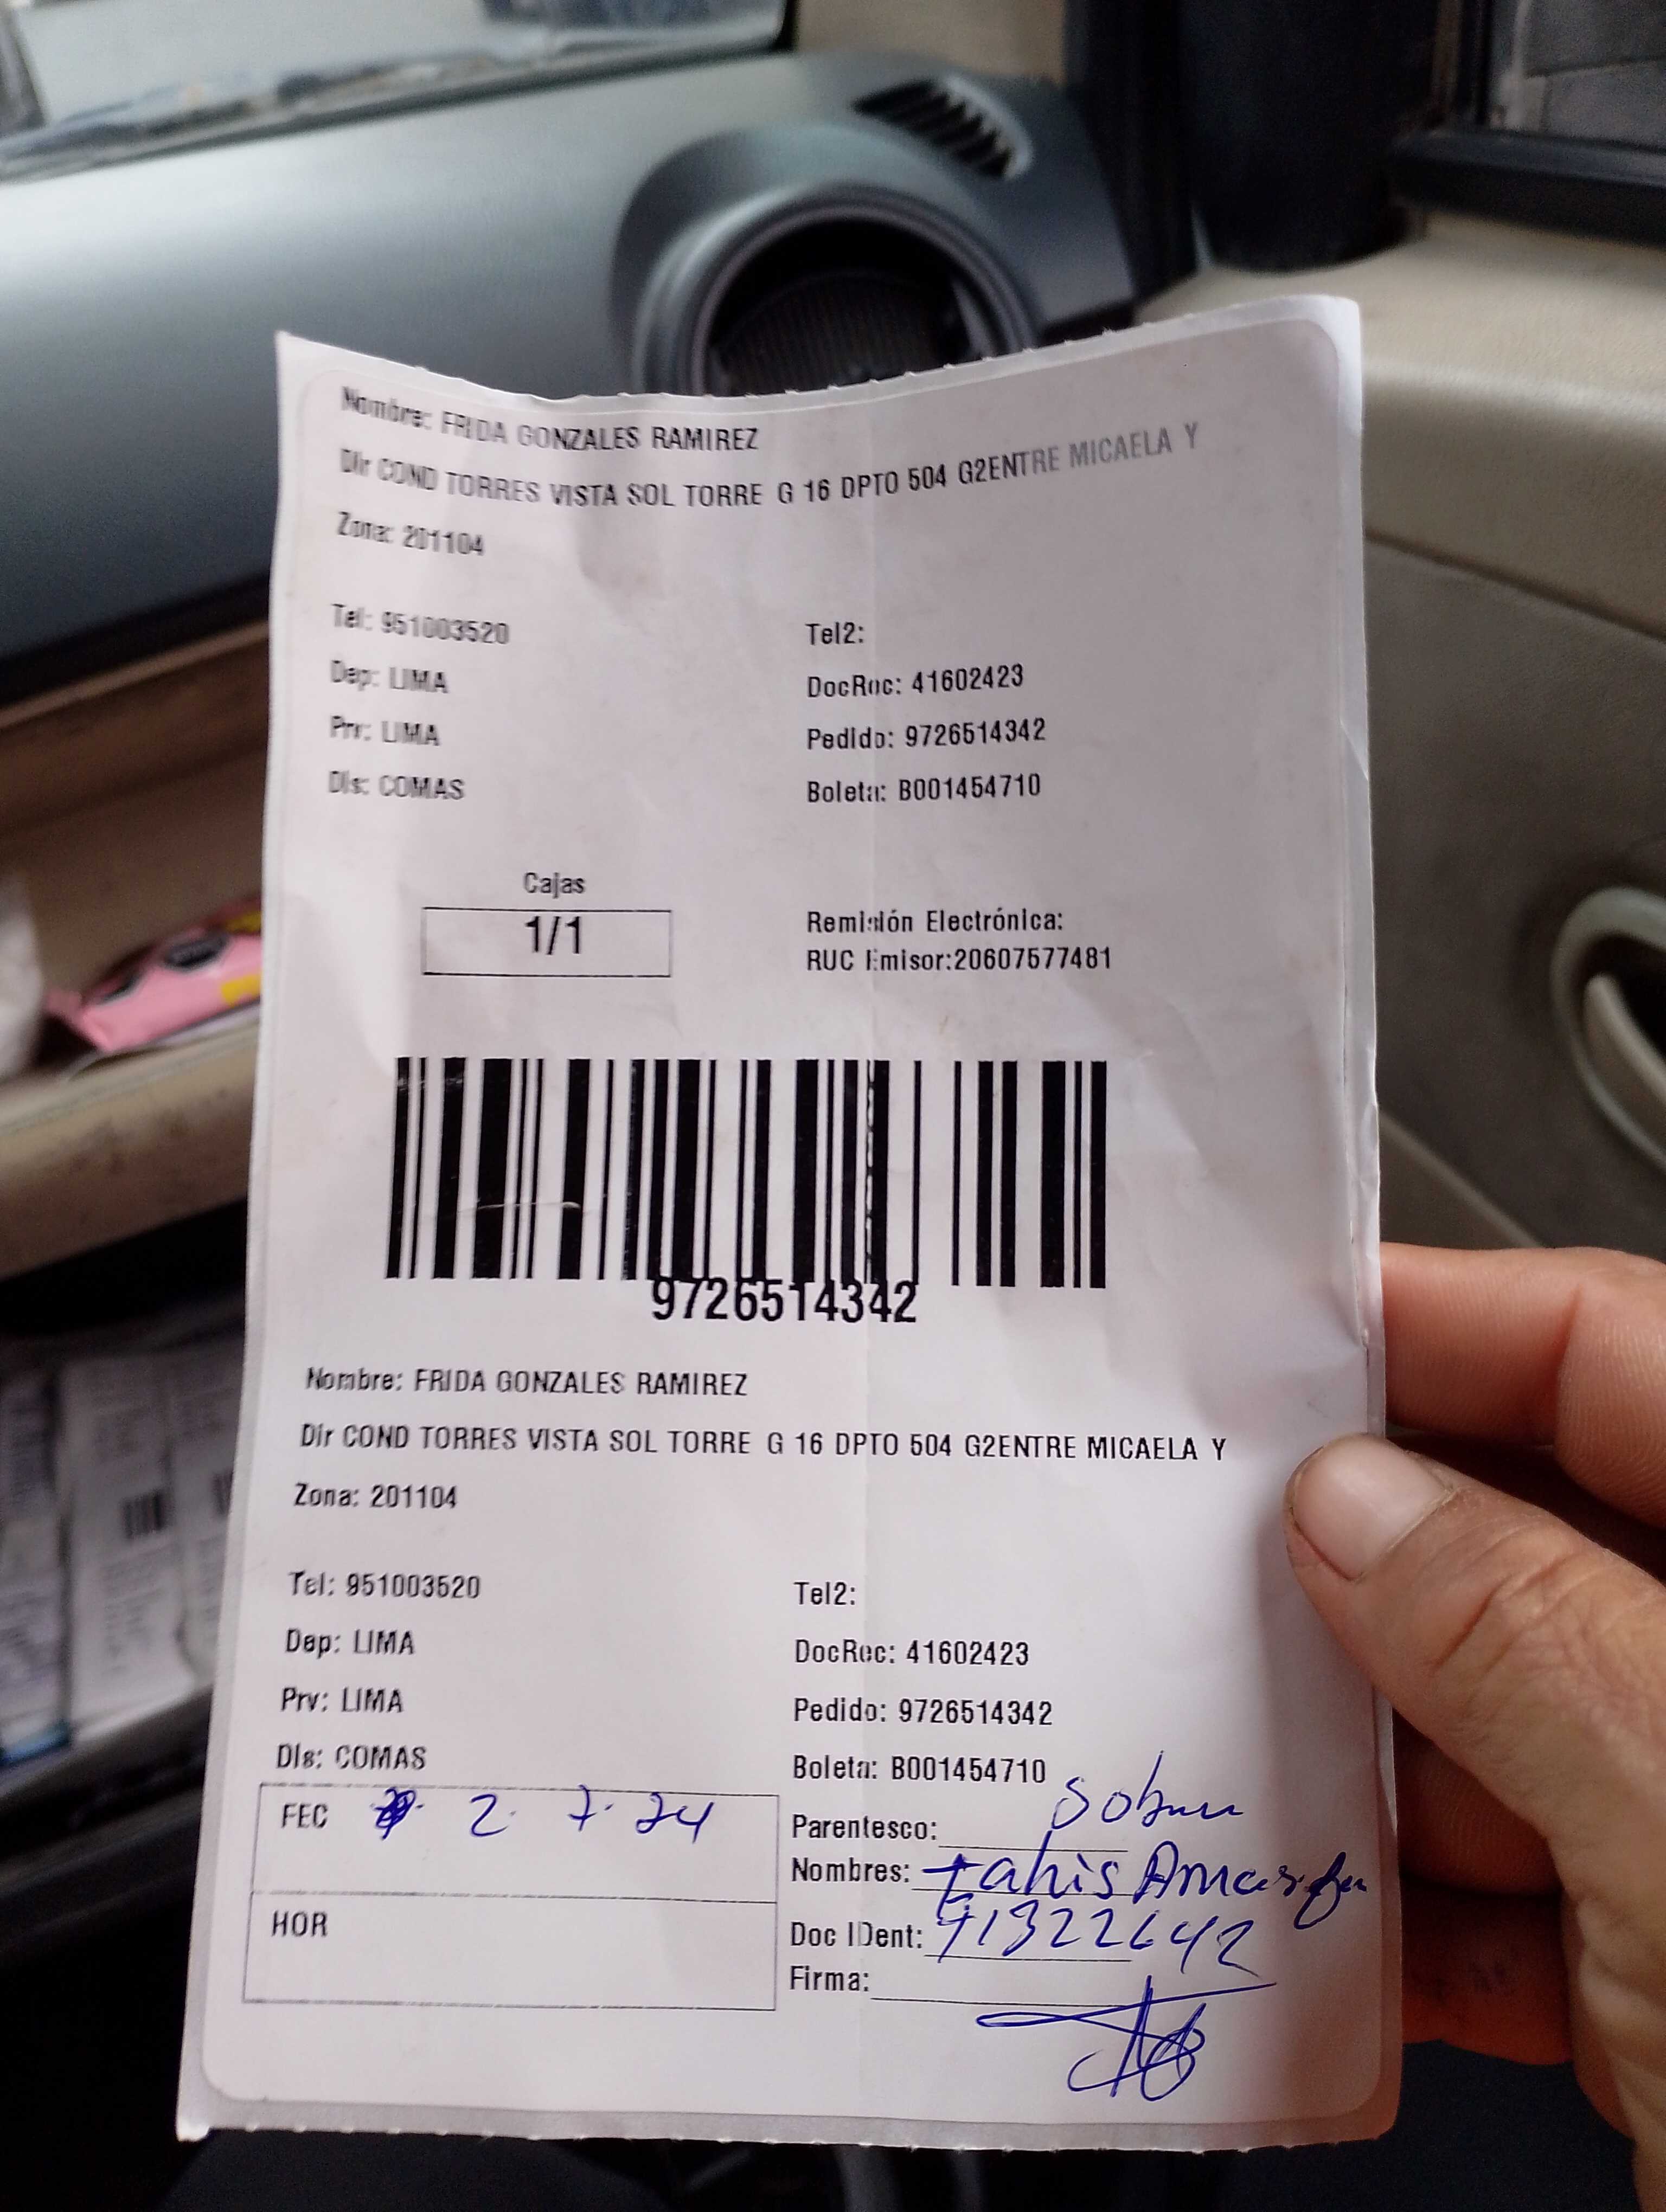 Nombre: FRIDA GONZALES RAMIREZ
Dir COND TORRES VISTA SOL TORRE G 16 DPTO 504 G2ENTRE MICAELA Y
Zona: 201104
Tel: 951003520 Tel2:
Dep: LIMA DocRec: 41602423
Prv: LIMA Pedido: 9726514342
Dis: COMAS Boleta: B001454710
Cajas
1/1
Remisión Electrónica:
RUC Emisor:20607577481
9726514342
Nombre: FRIDA GONZALES RAMIREZ
Dir COND TORRES VISTA SOL TORRE G 16 DPTO 504 G2ENTRE MICAELA Y
Zona: 201104
Tel: 951003520 Tel2:
Dep: LIMA DocRec: 41602423
Prv: LIMA Pedido: 9726514342
Dis: COMAS Boleta: B001454710
FEC 2. 7. 24
Parentesco:
Nombres:
HOR
Doc IDent:
Firma: